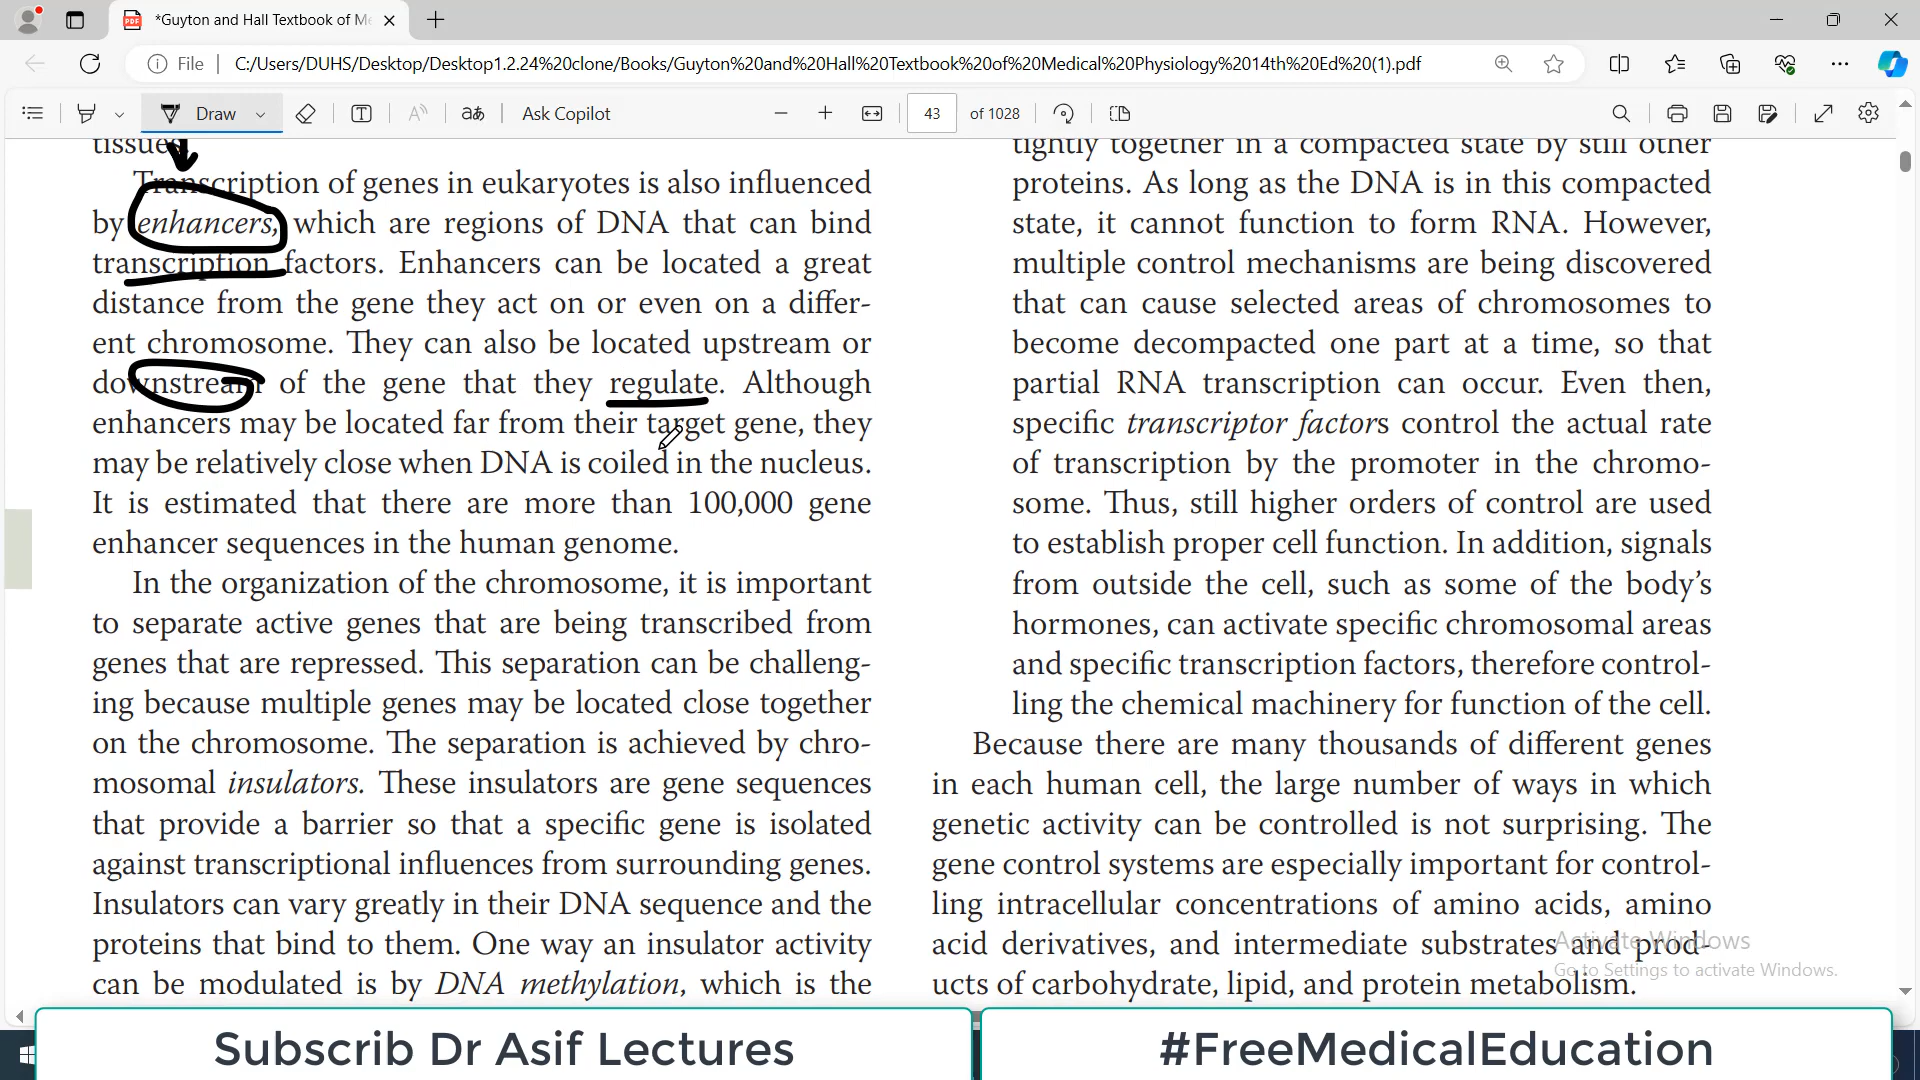 *Guyton and Hall Textbook of Me
File
C:/Users/DUHS/Desktop/Desktop1.2.24%20clone/Books/Guyton%20and%20Hall%20Textbook%20of%20Medical%20Physiology%2014th%20Ed%20(1).pdf
Draw
Ask Copilot
43 of 1028
tissues.
Transcription of genes in eukaryotes is also influenced
by enhancers, which are regions of DNA that can bind
transcription factors. Enhancers can be located a great
distance from the gene they act on or even on a differ-
ent chromosome. They can also be located upstream or
downstream of the gene that they regulate. Although
enhancers may be located far from their target gene, they
may be relatively close when DNA is coiled in the nucleus.
It is estimated that there are more than 100,000 gene
enhancer sequences in the human genome.
In the organization of the chromosome, it is important
to separate active genes that are being transcribed from
genes that are repressed. This separation can be challeng-
ing because multiple genes may be located close together
on the chromosome. The separation is achieved by chro-
mosomal insulators. These insulators are gene sequences
that provide a barrier so that a specific gene is isolated
against transcriptional influences from surrounding genes.
Insulators can vary greatly in their DNA sequence and the
proteins that bind to them. One way an insulator activity
can be modulated is by DNA methylation, which is the
tightly together in a compacted state by still other
proteins. As long as the DNA is in this compacted
state, it cannot function to form RNA. However,
multiple control mechanisms are being discovered
that can cause selected areas of chromosomes to
become decompacted one part at a time, so that
partial RNA transcription can occur. Even then,
specific transcriptor factors control the actual rate
of transcription by the promoter in the chromo-
some. Thus, still higher orders of control are used
to establish proper cell function. In addition, signals
from outside the cell, such as some of the body's
hormones, can activate specific chromosomal areas
and specific transcription factors, therefore control-
ling the chemical machinery for function of the cell.
Because there are many thousands of different genes
in each human cell, the large number of ways in which
genetic activity can be controlled is not surprising. The
gene control systems are especially important for control-
ling intracellular concentrations of amino acids, amino
acid derivatives, and intermediate substrates and prod-
ucts of carbohydrate, lipid, and protein metabolism.
Activate Windows
Go to Settings to activate Windows.
Subscrib Dr Asif Lectures
#FreeMedicalEducation